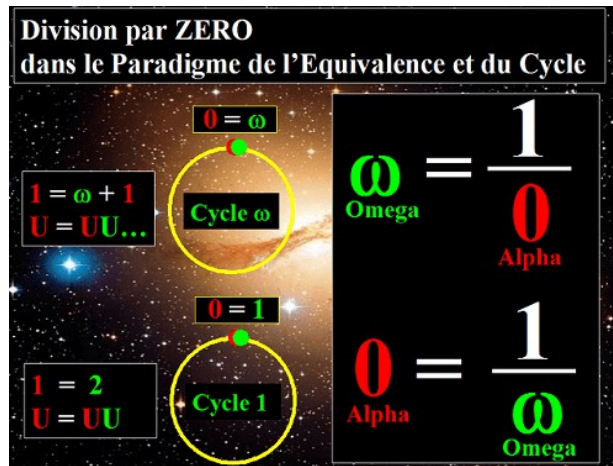 Division par ZERO
dans le Paradigme de l'Equivalence et du Cycle
0 = ω
1 = ω + 1
U = UU...
Cycle ω
0 = 1
1 = 2
U = UU
Cycle 1
ω = 1/0
Omega
Alpha
0 = 1/ω
Alpha
Omega